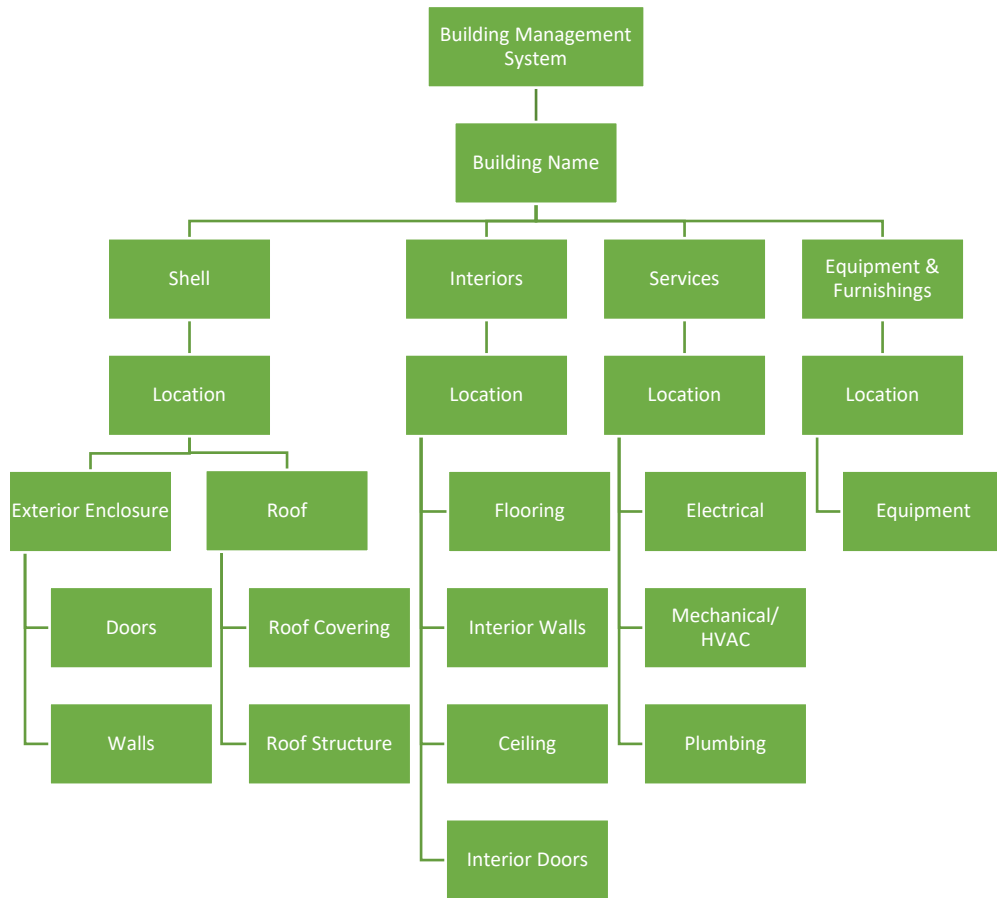 Building Management
System
Building Name
Shell
Interiors
Services
Equipment &
Furnishings
Location
Location
Location
Location
Exterior Enclosure
Roof
Flooring
Electrical
Equipment
Doors
Roof Covering
Interior Walls
Mechanical/
HVAC
Walls
Roof Structure
Ceiling
Plumbing
Interior Doors